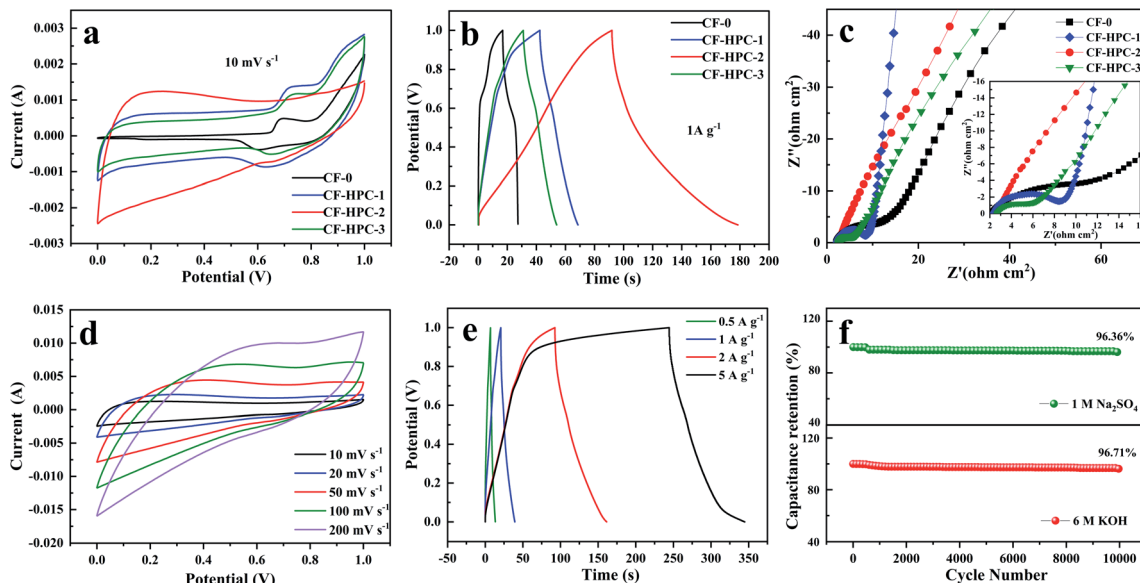 a
10 mV s⁻¹
CF-0
CF-HPC-1
CF-HPC-2
CF-HPC-3
Current (A)
0.003
0.002
0.001
0.000
-0.001
-0.002
0.003
0.0 0.2 0.4 0.6 0.8 1.0
Potential (V)
b
CF-0
CF-HPC-1
CF-HPC-2
CF-HPC-3
1A g⁻¹
Potential (V)
1.0
0.8
0.6
0.4
0.2
0.0
-20 0 20 40 60 80 100 120 140 160 180 200
Time (s)
c
CF-0
CF-HPC-1
CF-HPC-2
CF-HPC-3
Z''(ohm cm²)
-40
-30
-20
-10
0
0 20 40 60
Z'(ohm cm²)
Z''(ohm cm²)
-16
-14
-12
-10
-8
-6
-4
-2
0
2 4 6 8 10 12 14 16
Z'(ohm cm²)
d
10 mV s⁻¹
20 mV s⁻¹
50 mV s⁻¹
100 mV s⁻¹
200 mV s⁻¹
Current (A)
0.015
0.010
0.005
0.000
-0.005
-0.010
-0.015
-0.020
0.0 0.2 0.4 0.6 0.8 1.0
Potential (V)
e
0.5 A g⁻¹
1 A g⁻¹
2 A g⁻¹
5 A g⁻¹
Potential (V)
1.0
0.8
0.6
0.4
0.2
0.0
-50 0 50 100 150 200 250 300 350
Time (s)
f
96.36%
1 M Na₂SO₄
96.71%
6 M KOH
Capacitance retention (%)
120
100
80
60
40
120
100
80
60
40
0 2000 4000 6000 8000 10000
Cycle Number